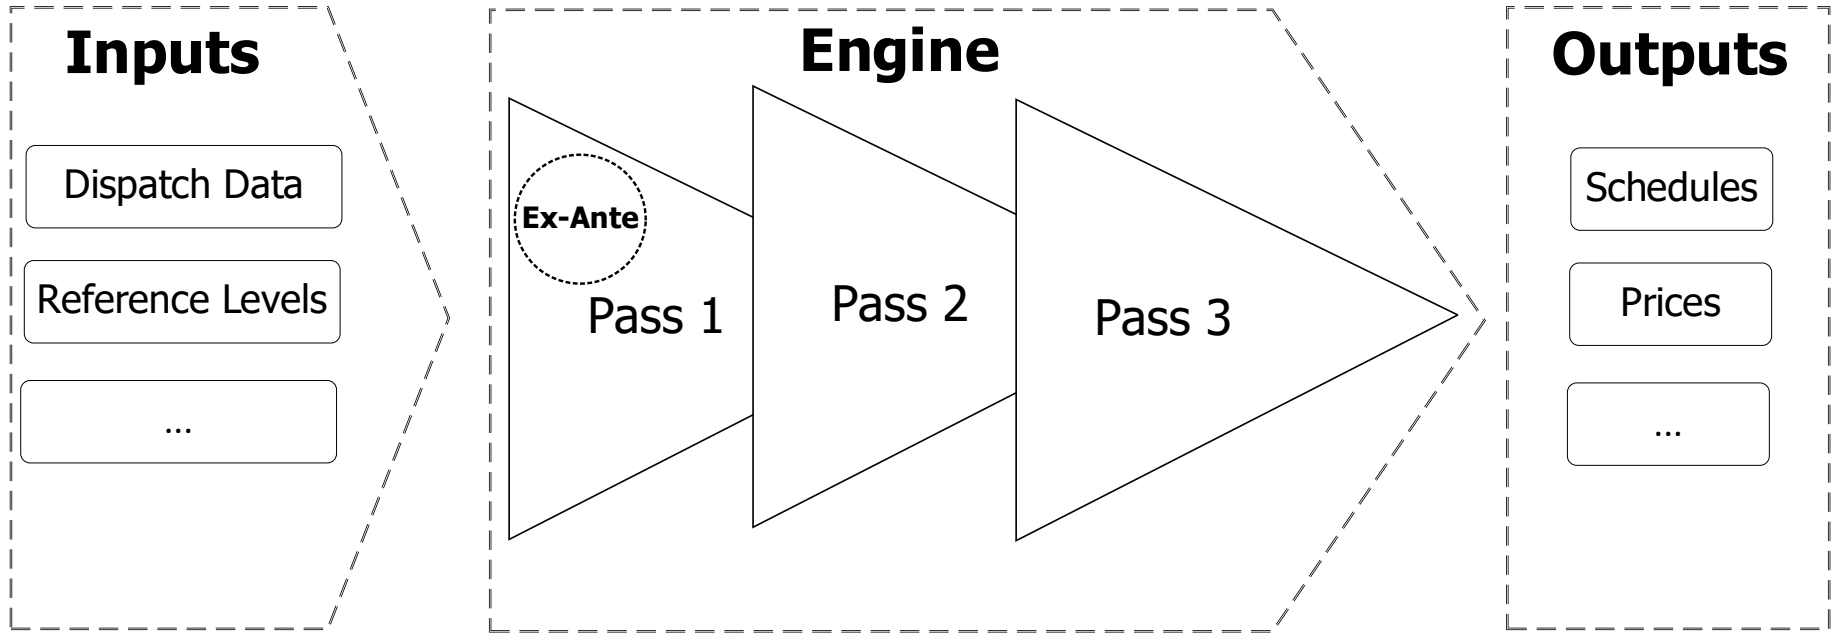 Inputs
Dispatch Data
Reference Levels
...
Engine
Ex-Ante
Pass 1
Pass 2
Pass 3
Outputs
Schedules
Prices
...